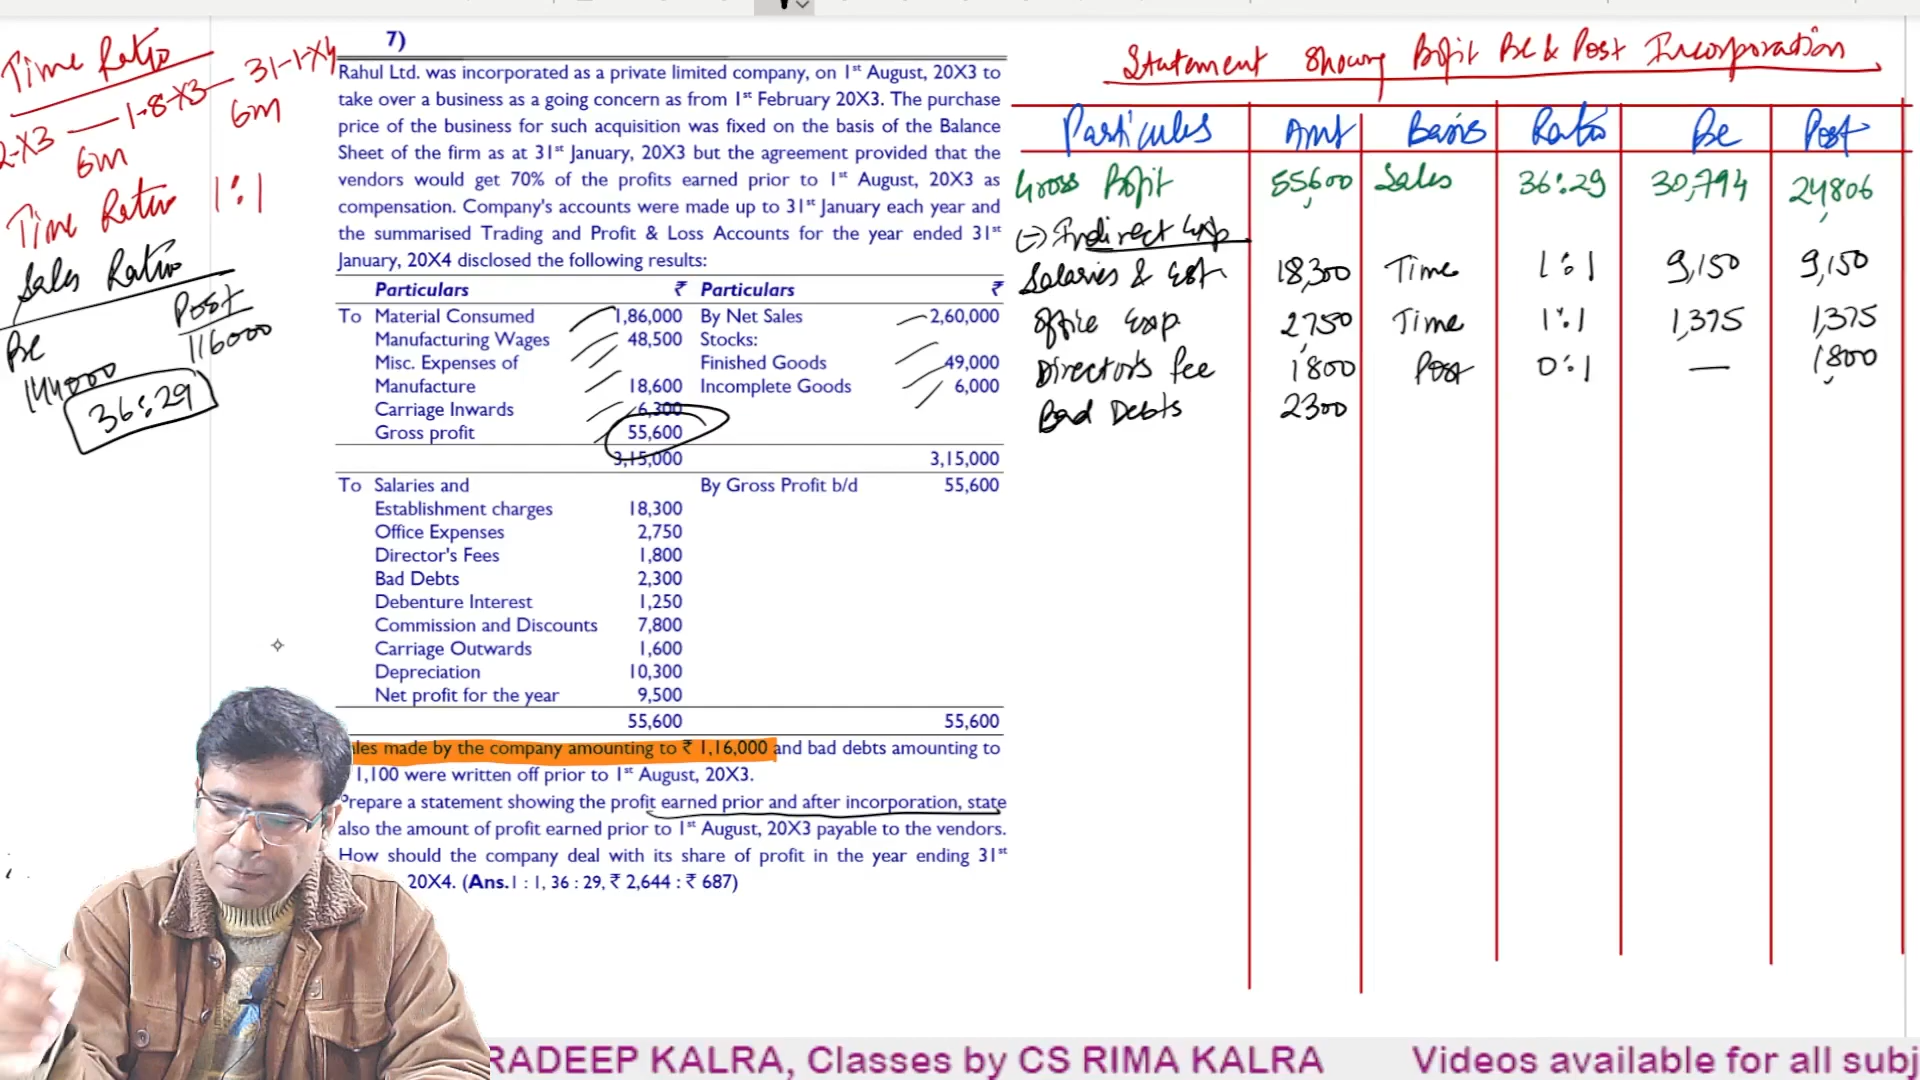 Time Ratio
2-X3 — 1-8-X3 — 31-1-X4
6m 6m
Time Ratio 1:1
Sales Ratio
Pre Post
144000 116000
36:29
7)
Rahul Ltd. was incorporated as a private limited company, on 1st August, 20X3 to
take over a business as a going concern as from 1st February 20X3. The purchase
price of the business for such acquisition was fixed on the basis of the Balance
Sheet of the firm as at 31st January, 20X3 but the agreement provided that the
vendors would get 70% of the profits earned prior to 1st August, 20X3 as
compensation. Company's accounts were made up to 31st January each year and
the summarised Trading and Profit & Loss Accounts for the year ended 31st
January, 20X4 disclosed the following results:
Particulars ₹ Particulars ₹
To Material Consumed 1,86,000 By Net Sales 2,60,000
Manufacturing Wages 48,500 Stocks:
Misc. Expenses of Finished Goods 49,000
Manufacture 18,600 Incomplete Goods 6,000
Carriage Inwards 6,300
Gross profit 55,600
3,15,000 3,15,000
To Salaries and By Gross Profit b/d 55,600
Establishment charges 18,300
Office Expenses 2,750
Director's Fees 1,800
Bad Debts 2,300
Debenture Interest 1,250
Commission and Discounts 7,800
Carriage Outwards 1,600
Depreciation 10,300
Net profit for the year 9,500
55,600 55,600
les made by the company amounting to ₹ 1,16,000 and bad debts amounting to
1,100 were written off prior to 1st August, 20X3.
Prepare a statement showing the profit earned prior and after incorporation, state
also the amount of profit earned prior to 1st August, 20X3 payable to the vendors.
How should the company deal with its share of profit in the year ending 31st
20X4. (Ans. 1 : 1, 36 : 29, ₹ 2,644 : ₹ 687)
Statement Showing Profit Pre & Post Incorporation
Particulars Amt Basis Ratio Pre Post
Gross Profit 55,600 Sales 36:29 30,794 24,806
(-) Indirect Exp
Salaries & Est. 18,300 Time 1:1 9,150 9,150
Office Exp. 2,750 Time 1:1 1,375 1,375
Director's fee 1800 Post 0:1 — 1,800
Bad Debts 2300
RADEEP KALRA, Classes by CS RIMA KALRA Videos available for all subj